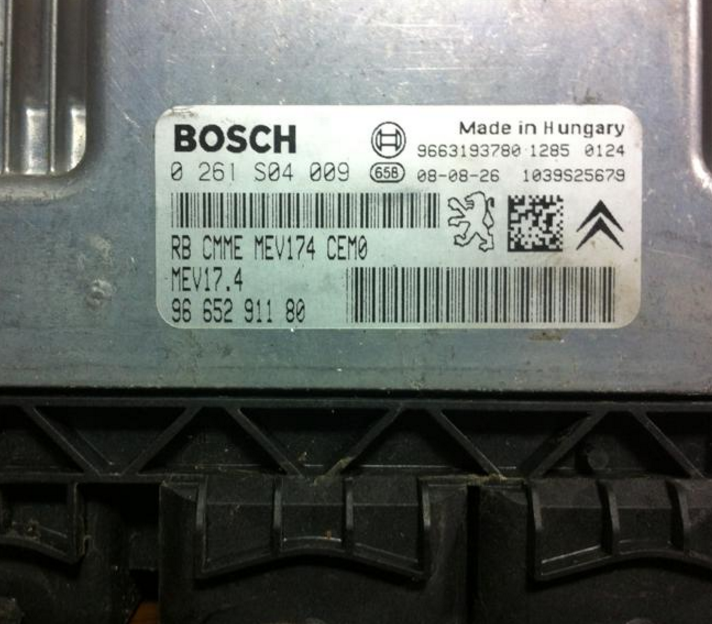 BOSCH
Made in Hungary
9663193780 1285 0124
0 261 S04 009
658
08-08-26 1039S25679
RB CMME MEV174 CEM0
MEV17.4
96 652 911 80